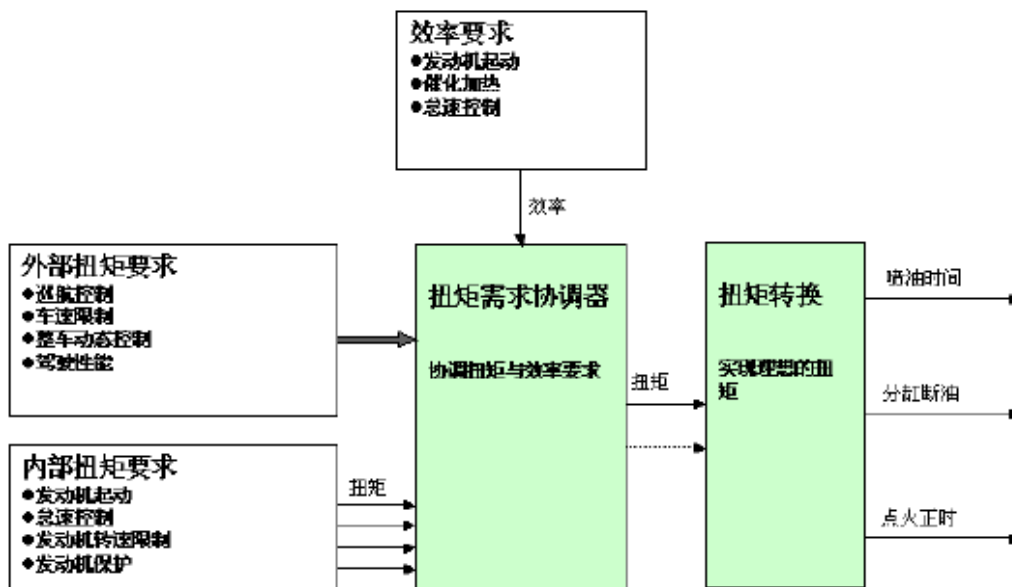 效率要求
●发动机起动
●催化加热
●怠速控制
效率
外部扭矩要求
●巡航控制
●车速限制
●整车动态控制
●驾驶性能
扭矩需求协调器
协调扭矩与效率要求
扭矩
扭矩转换
实现理想的扭
矩
喷油时间
分缸断油
点火正时
内部扭矩要求
●发动机起动
●怠速控制
●发动机转速限制
●发动机保护
扭矩